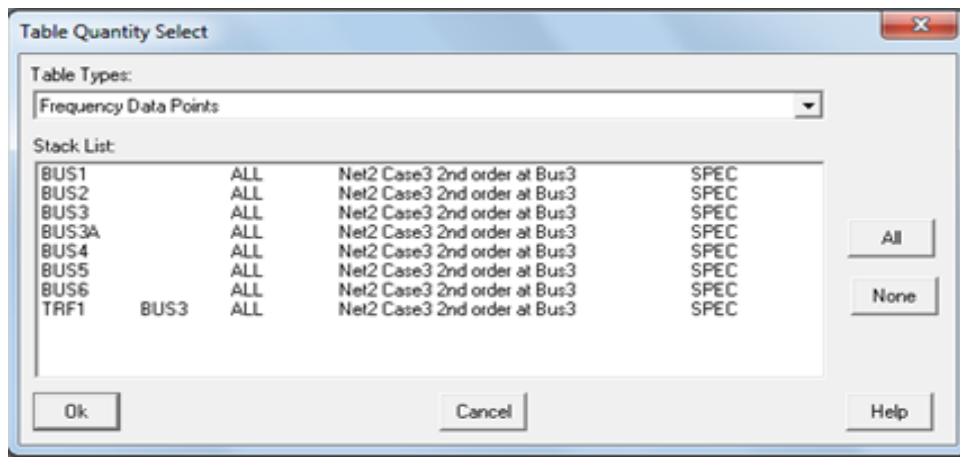 Table Quantity Select
Table Types:
Frequency Data Points
Stack List:
BUS1 ALL Net2 Case3 2nd order at Bus3 SPEC
BUS2 ALL Net2 Case3 2nd order at Bus3 SPEC
BUS3 ALL Net2 Case3 2nd order at Bus3 SPEC
BUS3A ALL Net2 Case3 2nd order at Bus3 SPEC
BUS4 ALL Net2 Case3 2nd order at Bus3 SPEC
BUS5 ALL Net2 Case3 2nd order at Bus3 SPEC
BUS6 ALL Net2 Case3 2nd order at Bus3 SPEC
TRF1 BUS3 ALL Net2 Case3 2nd order at Bus3 SPEC
All
None
Ok Cancel Help